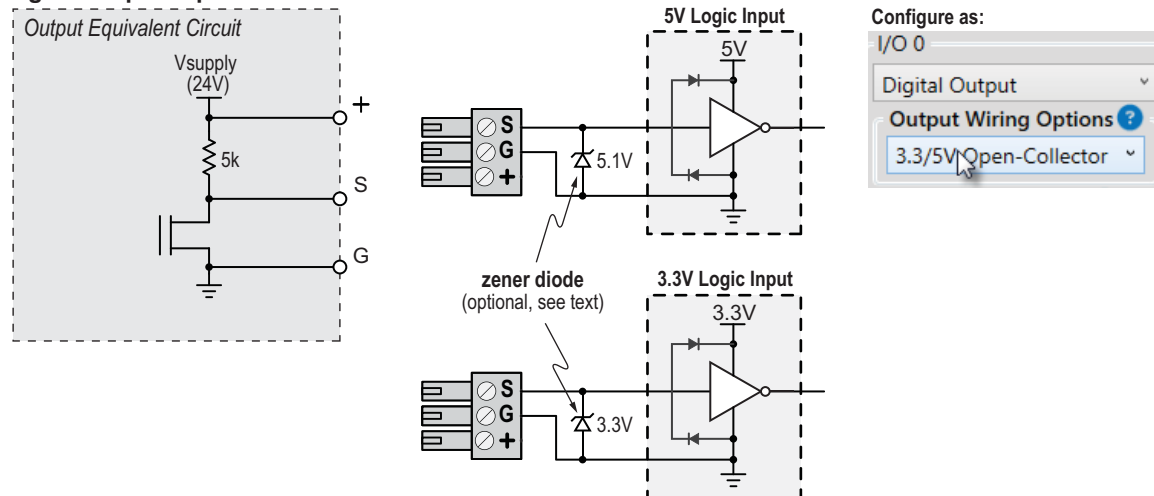 Output Equivalent Circuit
Vsupply
(24V)
+
5k
S
G
5V Logic Input
5V
S
G
+
5.1V
zener diode
(optional, see text)
3.3V Logic Input
3.3V
S
G
+
3.3V
Configure as:
I/O 0
Digital Output
Output Wiring Options ?
3.3/5V Open-Collector